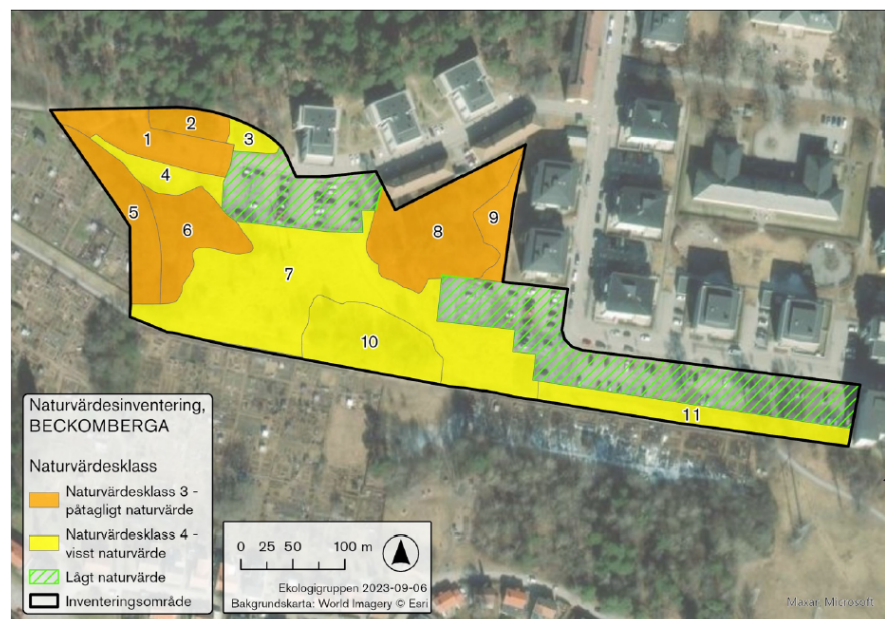 1
2
3
4
5
6
7
8
9
10
11
Naturvärdesinventering,
BECKOMBERGA
Naturvärdesklass
Naturvärdesklass 3 -
påtagligt naturvärde
Naturvärdesklass 4 -
visst naturvärde
Lågt naturvärde
Inventeringsområde
0 25 50 100 m
Ekologigruppen 2023-09-06
Bakgrundskarta: World Imagery © Esri
Maxar, Microsoft